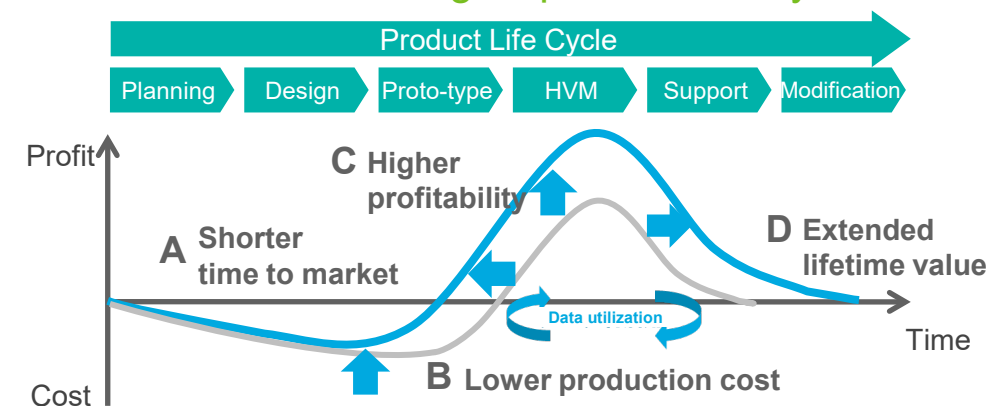 Product Life Cycle
Planning
Design
Proto-type
HVM
Support
Modification
Profit
C Higher
profitability
A Shorter
time to market
D Extended
lifetime value
Data utilization
Time
B Lower production cost
Cost